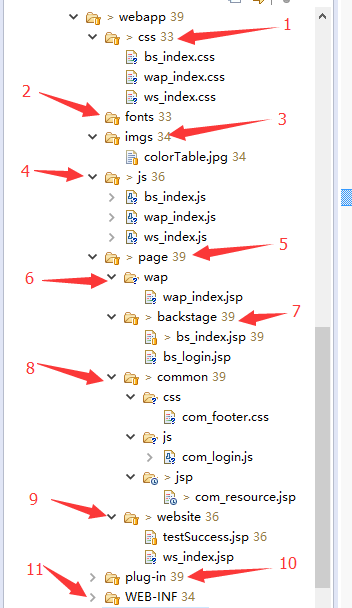 > webapp 39
1
> css 33
bs_index.css
wap_index.css
ws_index.css
2
fonts 33
imgs 34
3
colorTable.jpg 34
4
> js 36
bs_index.js
wap_index.js
ws_index.js
> page 39
5
6
wap
wap_index.jsp
> backstage 39
7
> bs_index.jsp 39
bs_login.jsp
8
> common 39
css
com_footer.css
js
com_login.js
> jsp
> com_resource.jsp
9
> website 36
testSuccess.jsp 36
ws_index.jsp
> plug-in 39
10
11
WEB-INF 34